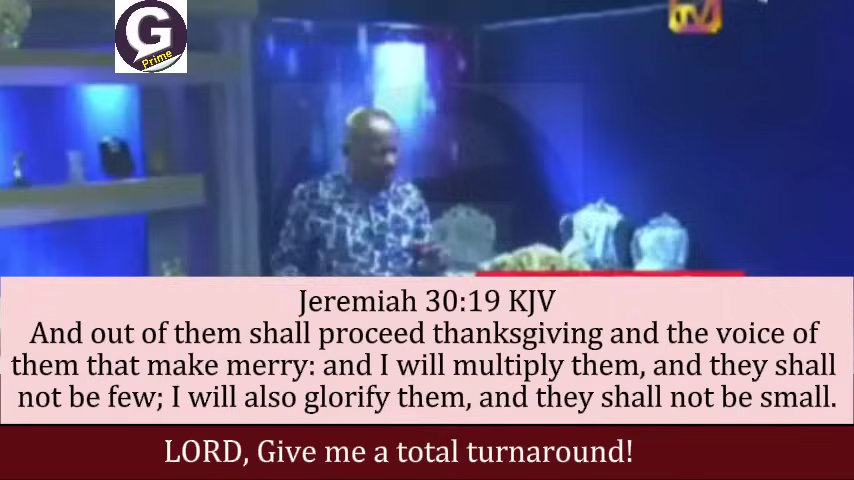 G
Prime
TV
Jeremiah 30:19 KJV
And out of them shall proceed thanksgiving and the voice of
them that make merry: and I will multiply them, and they shall
not be few; I will also glorify them, and they shall not be small.
LORD, Give me a total turnaround!